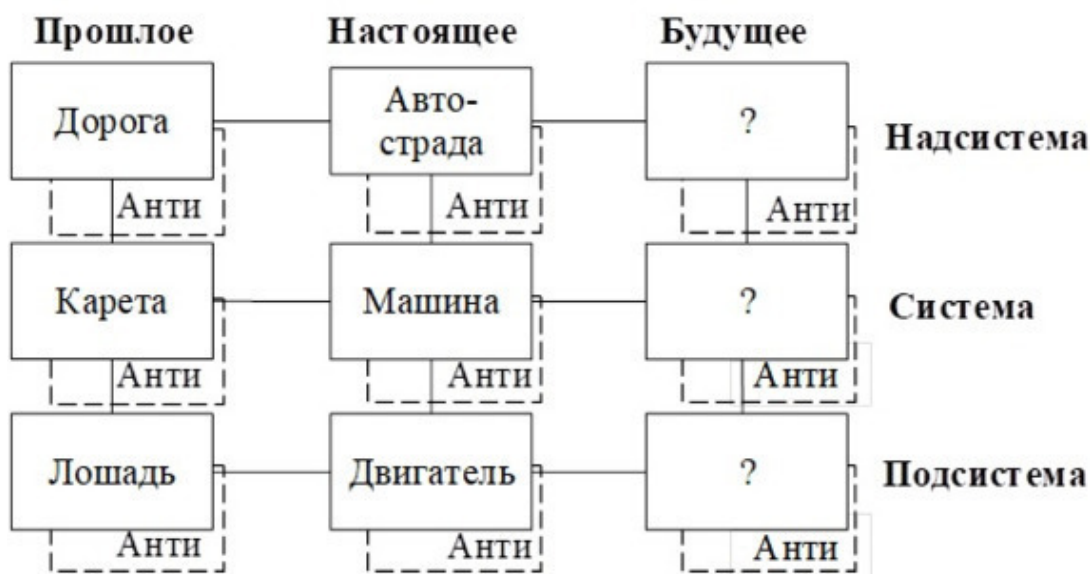 Прошлое Настоящее Будущее
Дорога
Авто-
страда
?
Надсистема
Анти Анти Анти
Карета Машина ? Система
Анти Анти Анти
Лошадь Двигатель ? Подсистема
Анти Анти Анти